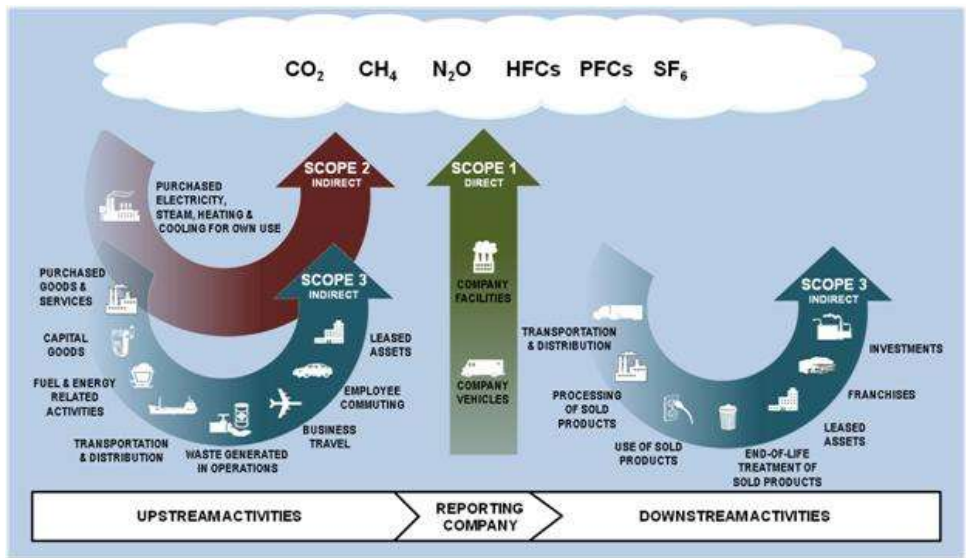 CO₂ CH₄ N₂O HFCs PFCs SF₆
SCOPE 2
INDIRECT
SCOPE 1
DIRECT
PURCHASED
ELECTRICITY,
STEAM, HEATING &
COOLING FOR OWN USE
PURCHASED
GOODS &
SERVICES
SCOPE 3
INDIRECT
CAPITAL
GOODS
FUEL & ENERGY
RELATED
ACTIVITIES
TRANSPORTATION
& DISTRIBUTION
WASTE GENERATED
IN OPERATIONS
BUSINESS
TRAVEL
EMPLOYEE
COMMUTING
LEASED
ASSETS
COMPANY
FACILITIES
COMPANY
VEHICLES
SCOPE 3
INDIRECT
TRANSPORTATION
& DISTRIBUTION
PROCESSING
OF SOLD
PRODUCTS
USE OF SOLD
PRODUCTS
END-OF-LIFE
TREATMENT OF
SOLD PRODUCTS
LEASED
ASSETS
FRANCHISES
INVESTMENTS
UPSTREAMACTIVITIES
REPORTING
COMPANY
DOWNSTREAMACTIVITIES